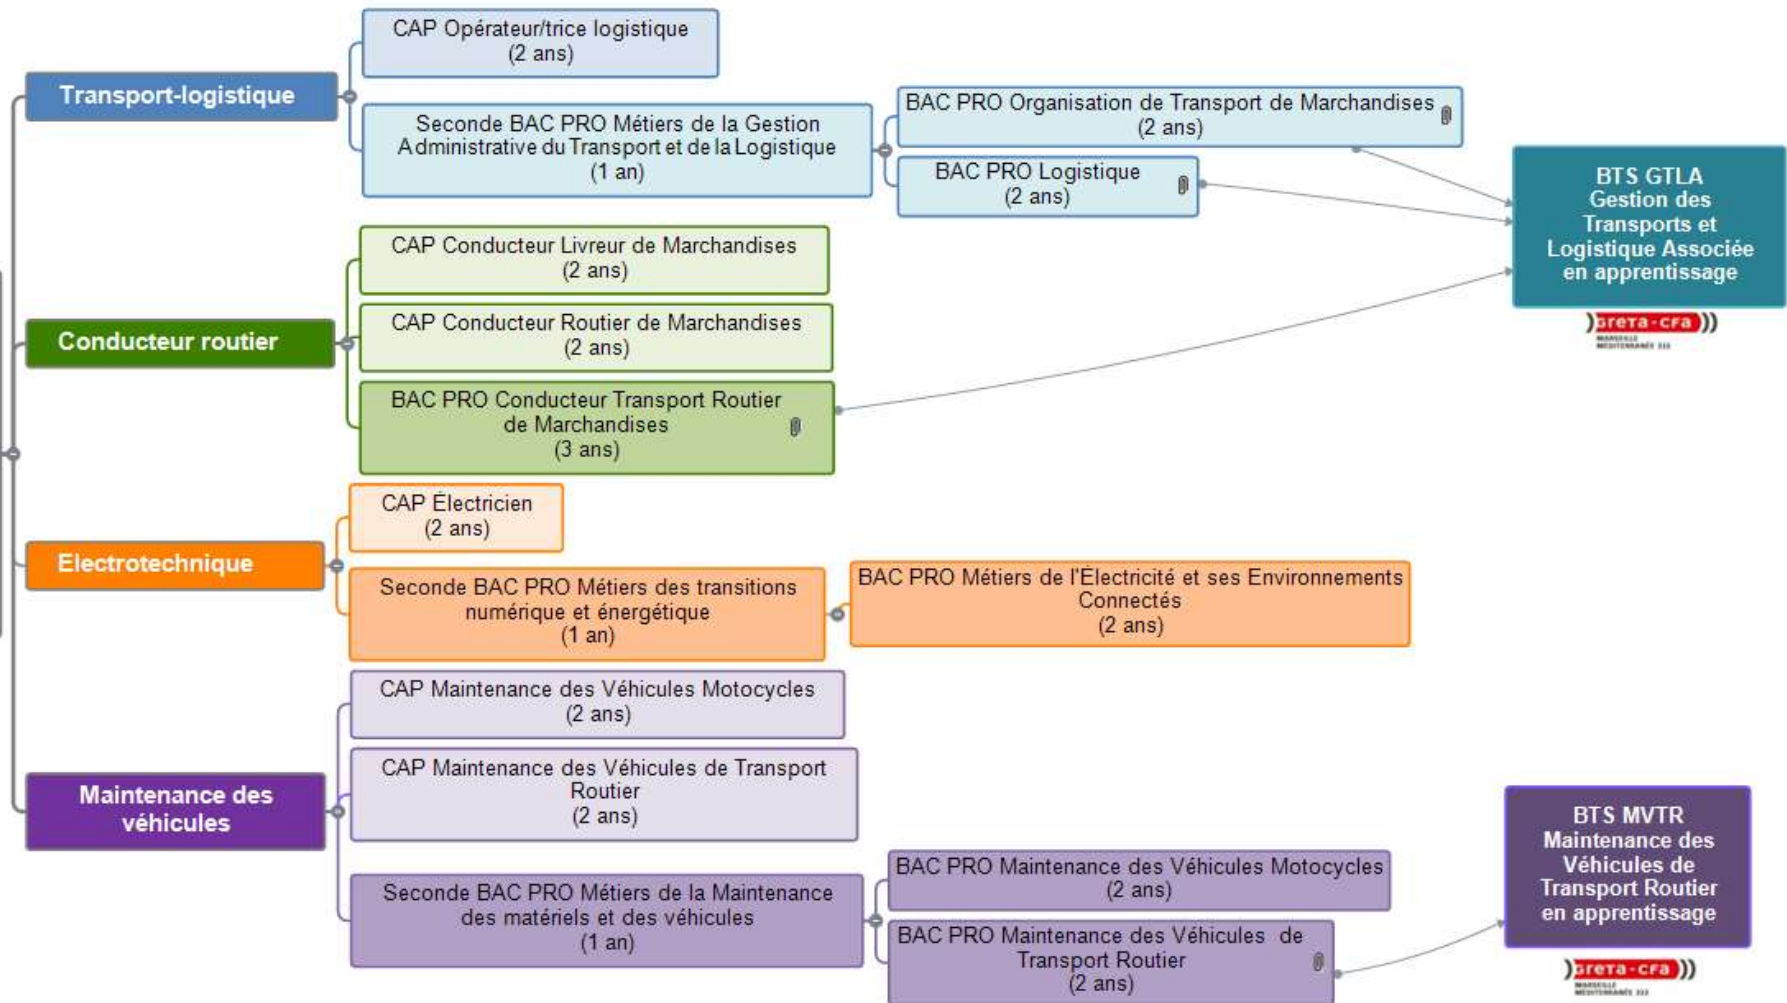 Transport-logistique
CAP Opérateur/trice logistique
(2 ans)
Seconde BAC PRO Métiers de la Gestion
Administrative du Transport et de la Logistique
(1 an)
BAC PRO Organisation de Transport de Marchandises
(2 ans)
BAC PRO Logistique
(2 ans)
BTS GTLA
Gestion des
Transports et
Logistique Associée
en apprentissage
Greta-CFA
MARSEILLE
MÉDITERRANÉE
Conducteur routier
CAP Conducteur Livreur de Marchandises
(2 ans)
CAP Conducteur Routier de Marchandises
(2 ans)
BAC PRO Conducteur Transport Routier
de Marchandises
(3 ans)
Electrotechnique
CAP Électricien
(2 ans)
Seconde BAC PRO Métiers des transitions
numérique et énergétique
(1 an)
BAC PRO Métiers de l'Électricité et ses Environnements
Connectés
(2 ans)
Maintenance des
véhicules
CAP Maintenance des Véhicules Motocycles
(2 ans)
CAP Maintenance des Véhicules de Transport
Routier
(2 ans)
Seconde BAC PRO Métiers de la Maintenance
des matériels et des véhicules
(1 an)
BAC PRO Maintenance des Véhicules Motocycles
(2 ans)
BAC PRO Maintenance des Véhicules de
Transport Routier
(2 ans)
BTS MVTR
Maintenance des
Véhicules de
Transport Routier
en apprentissage
Greta-CFA
MARSEILLE
MÉDITERRANÉE